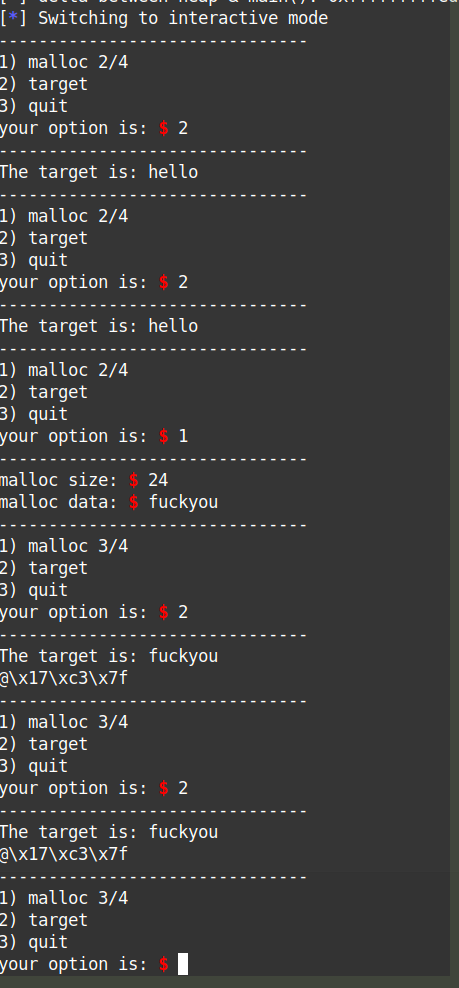 [*] Switching to interactive mode
-------------------------------
1) malloc 2/4
2) target
3) quit
your option is: $ 2
-------------------------------
The target is: hello
-------------------------------
1) malloc 2/4
2) target
3) quit
your option is: $ 2
-------------------------------
The target is: hello
-------------------------------
1) malloc 2/4
2) target
3) quit
your option is: $ 1
-------------------------------
malloc size: $ 24
malloc data: $ fuckyou
-------------------------------
1) malloc 3/4
2) target
3) quit
your option is: $ 2
-------------------------------
The target is: fuckyou
@\x17\xc3\x7f
-------------------------------
1) malloc 3/4
2) target
3) quit
your option is: $ 2
-------------------------------
The target is: fuckyou
@\x17\xc3\x7f
-------------------------------
1) malloc 3/4
2) target
3) quit
your option is: $